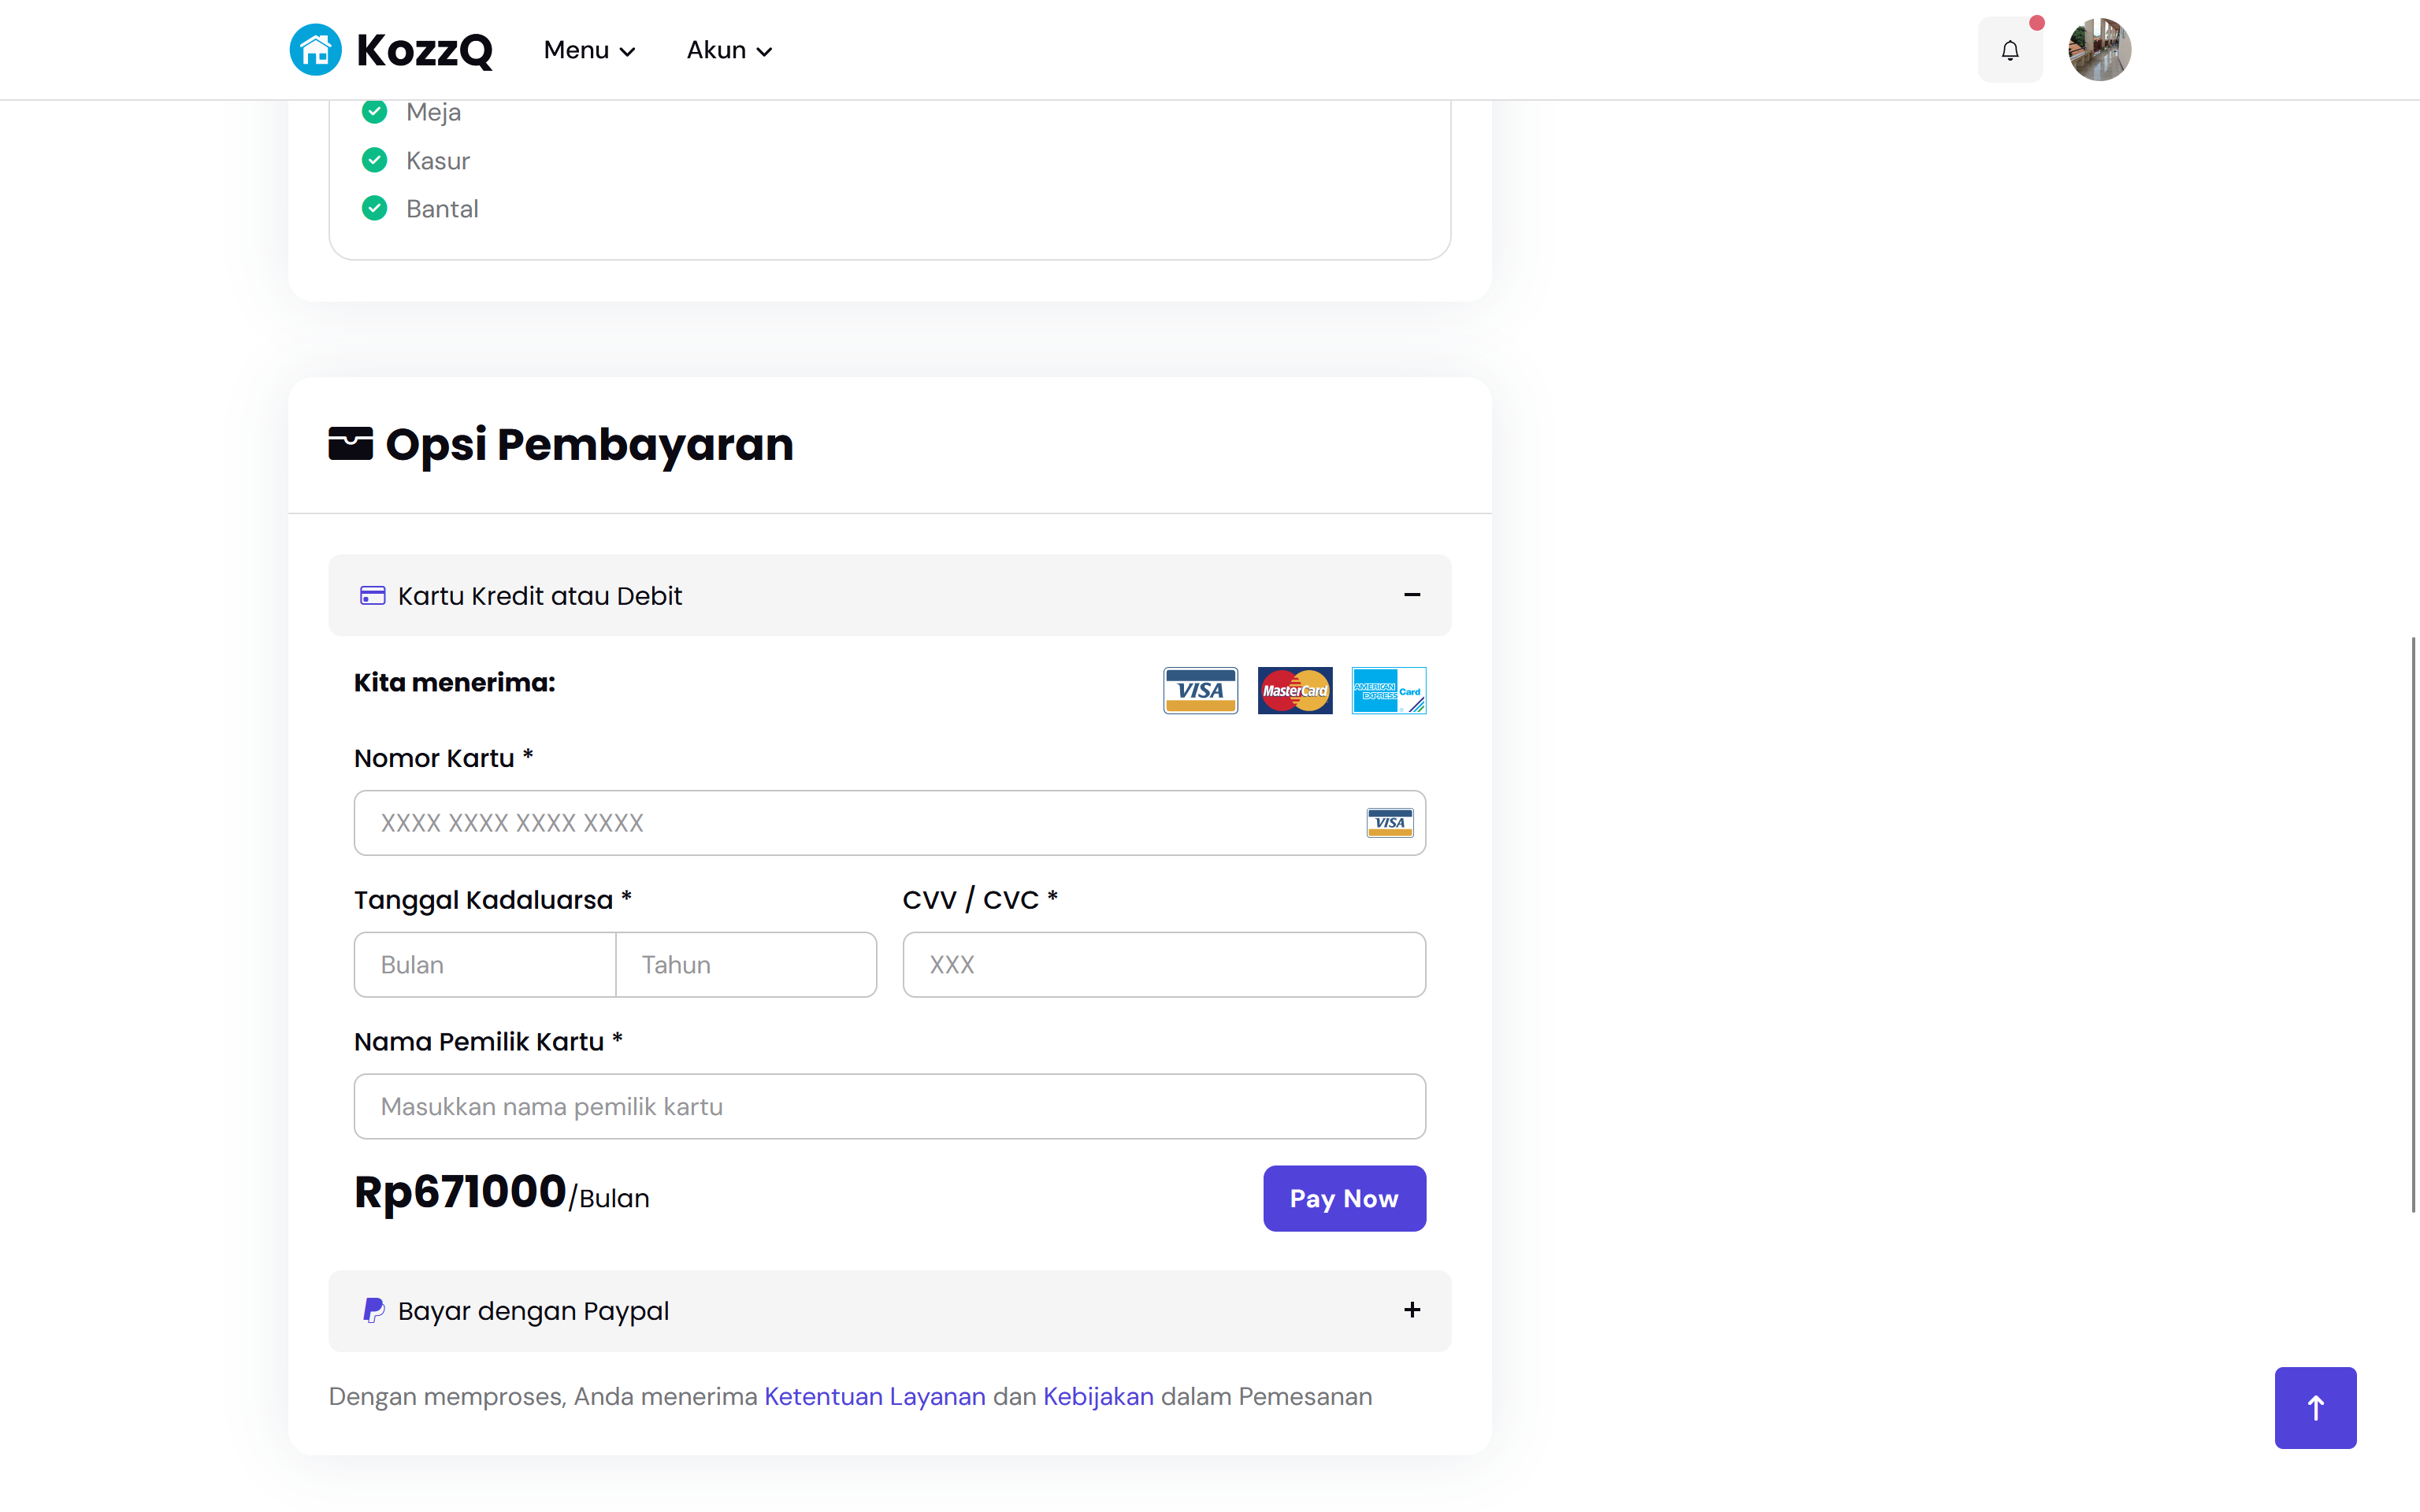 KozzQ Menu Akun
Meja
Kasur
Bantal
Opsi Pembayaran
Kartu Kredit atau Debit
Kita menerima: VISA MasterCard AMERICAN EXPRESS Card
Nomor Kartu *
XXXX XXXX XXXX XXXX VISA
Tanggal Kadaluarsa * CVV / CVC *
Bulan Tahun XXX
Nama Pemilik Kartu *
Masukkan nama pemilik kartu
Rp671000/Bulan Pay Now
Bayar dengan Paypal
Dengan memproses, Anda menerima Ketentuan Layanan dan Kebijakan dalam Pemesanan